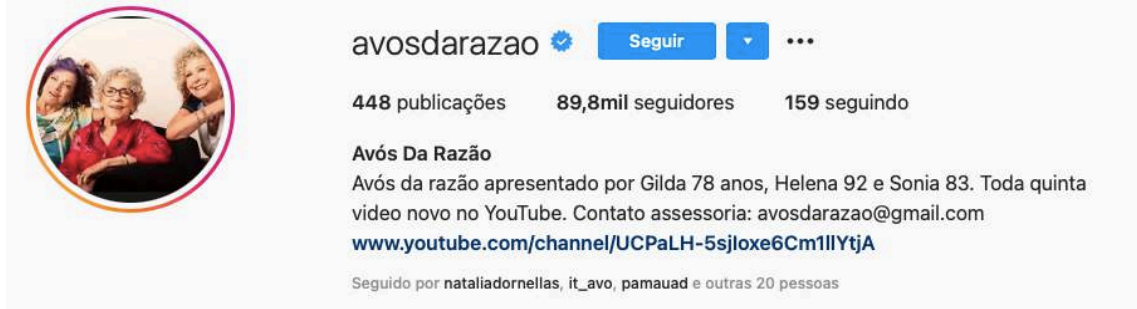 avosdarazao Seguir
448 publicações 89,8mil seguidores 159 seguindo
Avós Da Razão
Avós da razão apresentado por Gilda 78 anos, Helena 92 e Sonia 83. Toda quinta
video novo no YouTube. Contato assessoria: avosdarazao@gmail.com
www.youtube.com/channel/UCPaLH-5sjIoxe6Cm1lIYtjA
Seguido por nataliadornellas, it_avo, pamauad e outras 20 pessoas